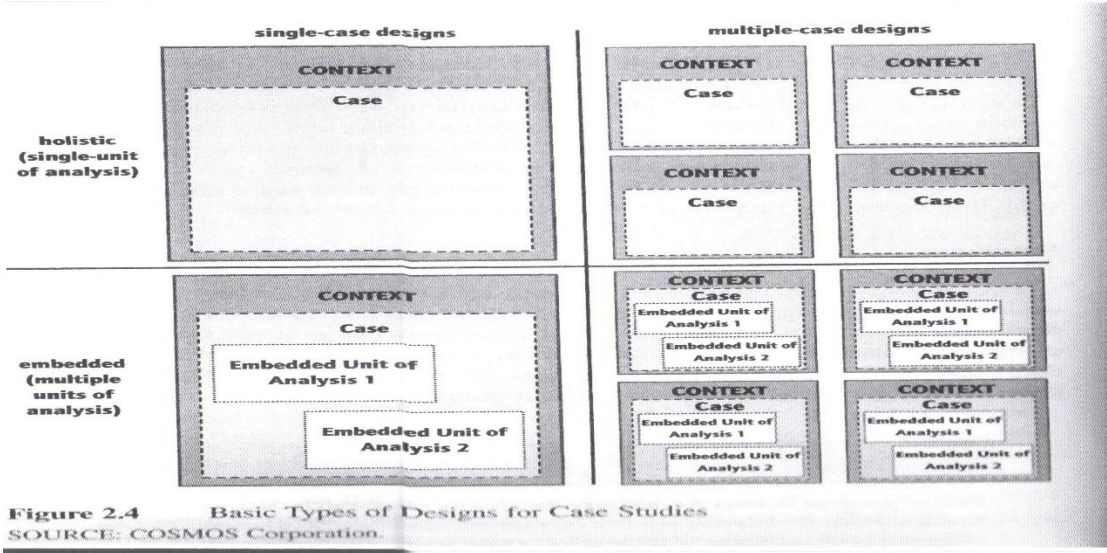 single-case designs
multiple-case designs
holistic
(single-unit
of analysis)
CONTEXT
Case
CONTEXT
Case
CONTEXT
Case
CONTEXT
Case
CONTEXT
Case
embedded
(multiple
units of
analysis)
CONTEXT
Case
Embedded Unit of
Analysis 1
Embedded Unit of
Analysis 2
CONTEXT
Case
Embedded Unit of
Analysis 1
Embedded Unit of
Analysis 2
CONTEXT
Case
Embedded Unit of
Analysis 1
Embedded Unit of
Analysis 2
CONTEXT
Case
Embedded Unit of
Analysis 1
Embedded Unit of
Analysis 2
CONTEXT
Case
Embedded Unit of
Analysis 1
Embedded Unit of
Analysis 2
Figure 2.4 Basic Types of Designs for Case Studies
SOURCE: COSMOS Corporation.